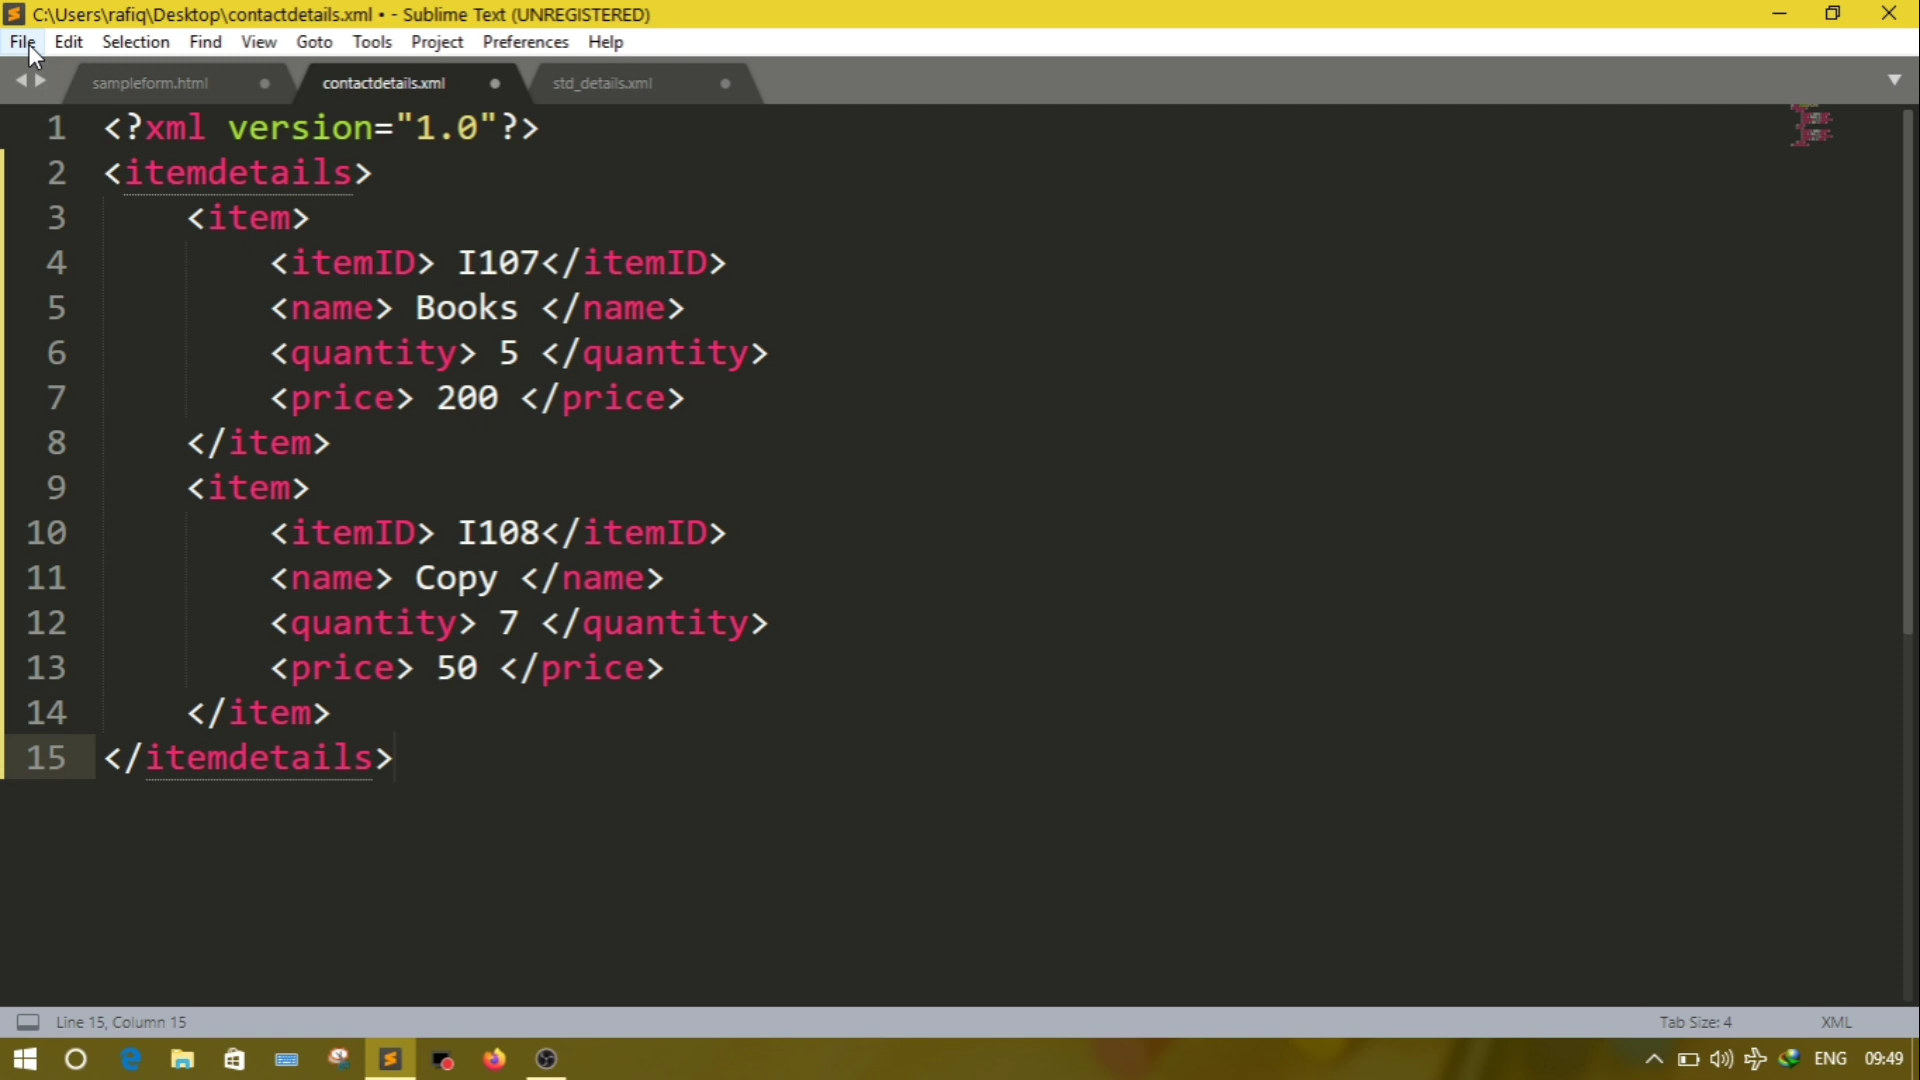 C:\Users\rafiq\Desktop\contactdetails.xml • - Sublime Text (UNREGISTERED)
File Edit Selection Find View Goto Tools Project Preferences Help
sampleform.html contactdetails.xml std_details.xml
1 <?xml version="1.0"?>
2 <itemdetails>
3 <item>
4 <itemID> I107</itemID>
5 <name> Books </name>
6 <quantity> 5 </quantity>
7 <price> 200 </price>
8 </item>
9 <item>
10 <itemID> I108</itemID>
11 <name> Copy </name>
12 <quantity> 7 </quantity>
13 <price> 50 </price>
14 </item>
15 </itemdetails>
Line 15, Column 15 Tab Size: 4 XML
ENG 09:49